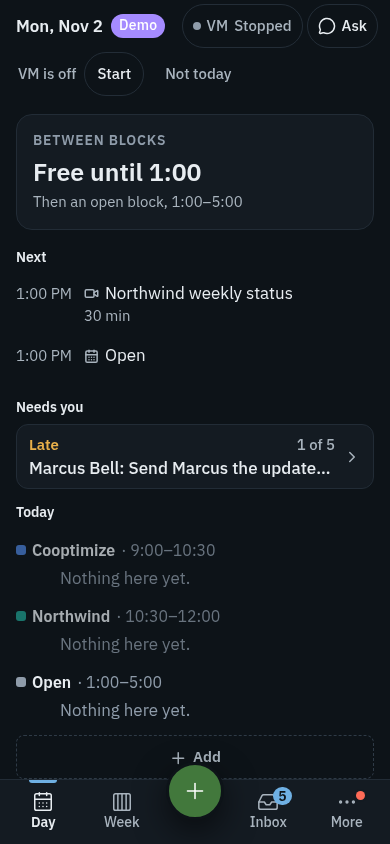 Mon, Nov 2 Demo VM Stopped Ask
VM is off Start Not today
BETWEEN BLOCKS
Free until 1:00
Then an open block, 1:00–5:00
Next
1:00 PM Northwind weekly status
30 min
1:00 PM Open
Needs you
Late 1 of 5
Marcus Bell: Send Marcus the update...
Today
Cooptimize · 9:00–10:30
Nothing here yet.
Northwind · 10:30–12:00
Nothing here yet.
Open · 1:00–5:00
Nothing here yet.
+ Add
5
Day Week Inbox More